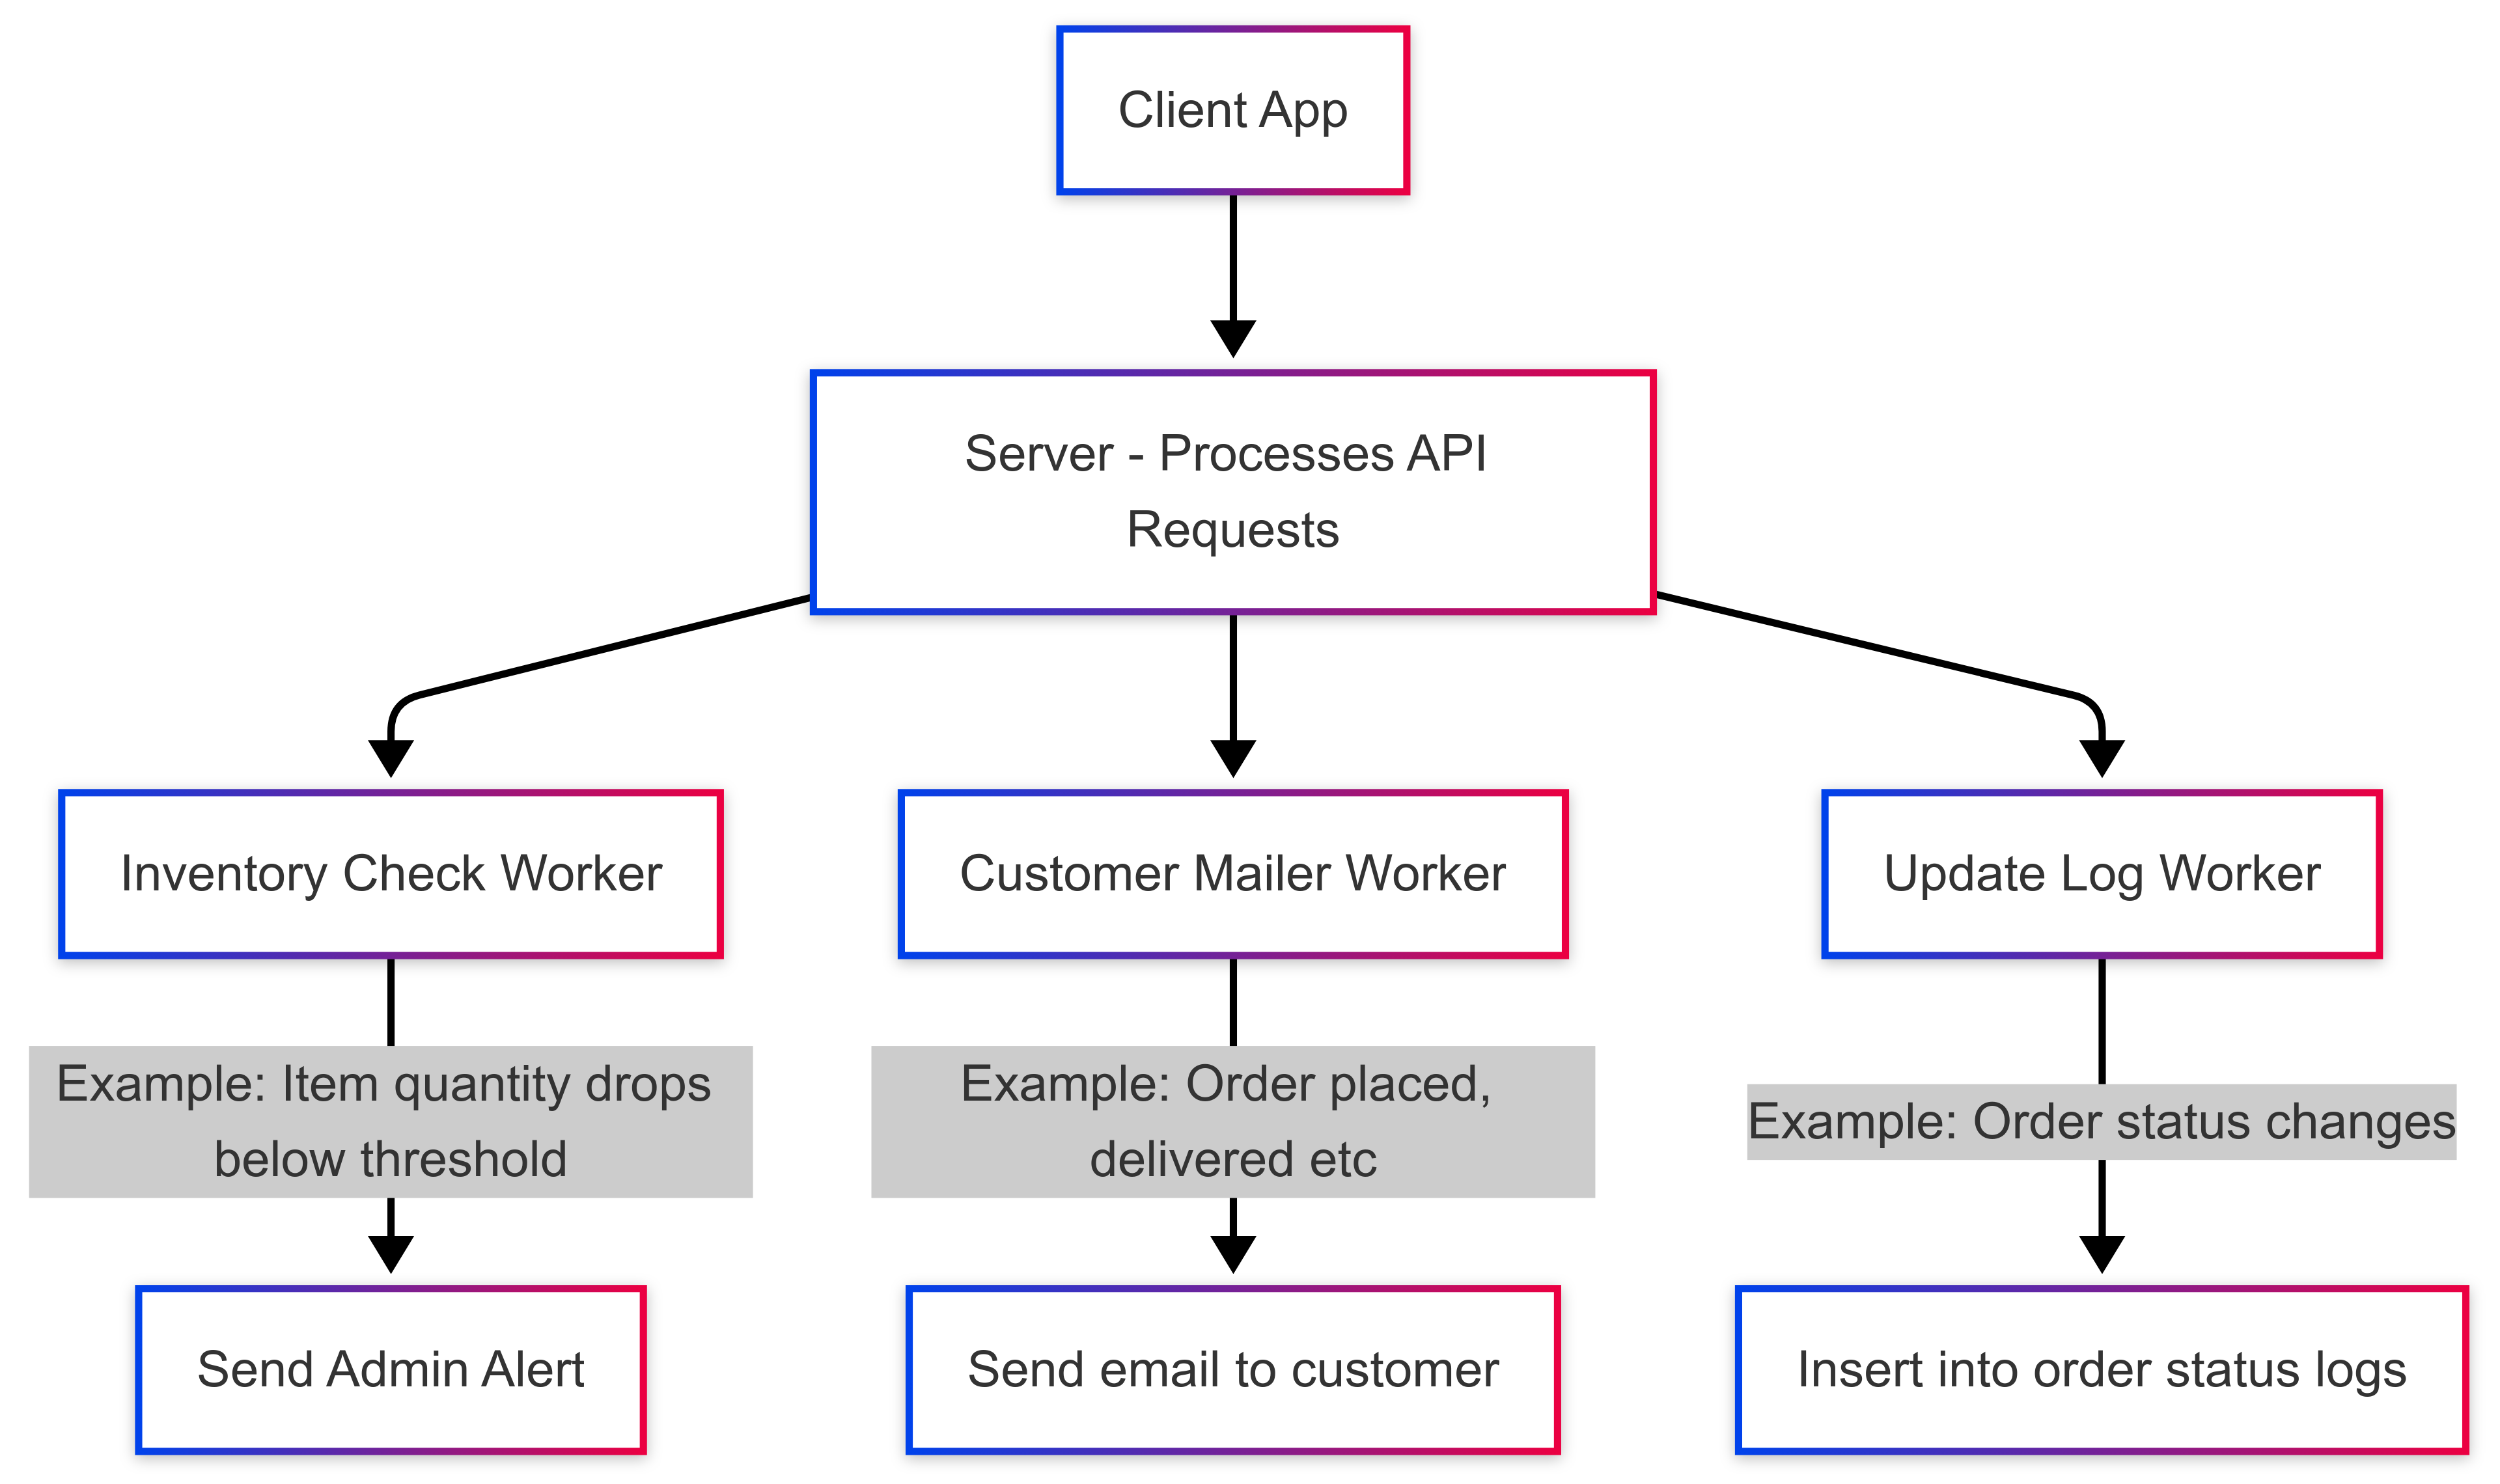 Client App
Server - Processes API
Requests
Inventory Check Worker
Customer Mailer Worker
Update Log Worker
Example: Item quantity drops
below threshold
Example: Order placed,
delivered etc
Example: Order status changes
Send Admin Alert
Send email to customer
Insert into order status logs